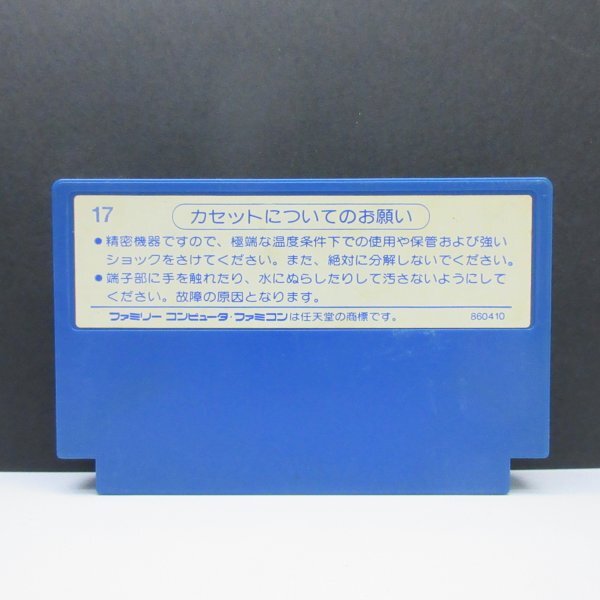 17
カセットについてのお願い
●精密機器ですので、極端な温度条件下での使用や保管および強い
ショックをさけてください。また、絶対に分解しないでください。
●端子部に手を触れたり、水にぬらしたりして汚さないようにして
ください。故障の原因となります。
ファミリー コンピュータ・ファミコンは任天堂の商標です。 860410